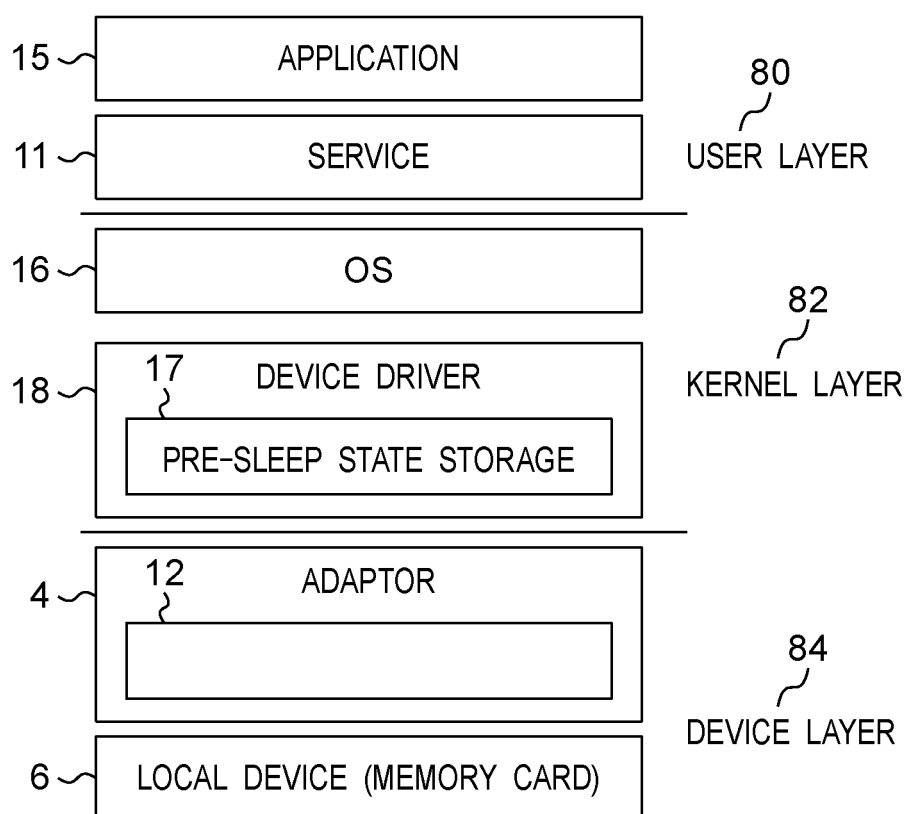 15 APPLICATION
80
11 SERVICE USER LAYER
16 OS
82
17
18 DEVICE DRIVER KERNEL LAYER
PRE-SLEEP STATE STORAGE
12
4 ADAPTOR
84
DEVICE LAYER
6 LOCAL DEVICE (MEMORY CARD)